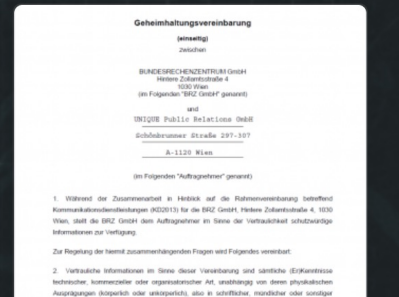 Geheimhaltungsvereinbarung
(einseitig)
zwischen
BUNDESRECHENZENTRUM GmbH
Hintere Zollamtsstraße 4
1030 Wien
(im Folgenden "BRZ GmbH" genannt)
und
UNIQUE Public Relations GmbH
Schönbrunner Straße 297-307
A-1120 Wien
(im Folgenden "Auftragnehmer" genannt)
1. Während der Zusammenarbeit in Hinblick auf die Rahmenvereinbarung betreffend
Kommunikationsdienstleistungen (KD2013) für die BRZ GmbH, Hintere Zollamtsstraße 4, 1030
Wien, stellt die BRZ GmbH dem Auftragnehmer im Sinne der Vertraulichkeit schutzwürdige
Informationen zur Verfügung.
Zur Regelung der hiermit zusammenhängenden Fragen wird Folgendes vereinbart:
2. Vertrauliche Informationen im Sinne dieser Vereinbarung sind sämtliche (Er)Kenntnisse
technischer, kommerzieller oder organisatorischer Art, unabhängig von deren physikalischen
Ausprägungen (körperlich oder unkörperlich), also in schriftlicher, mündlicher oder sonstiger